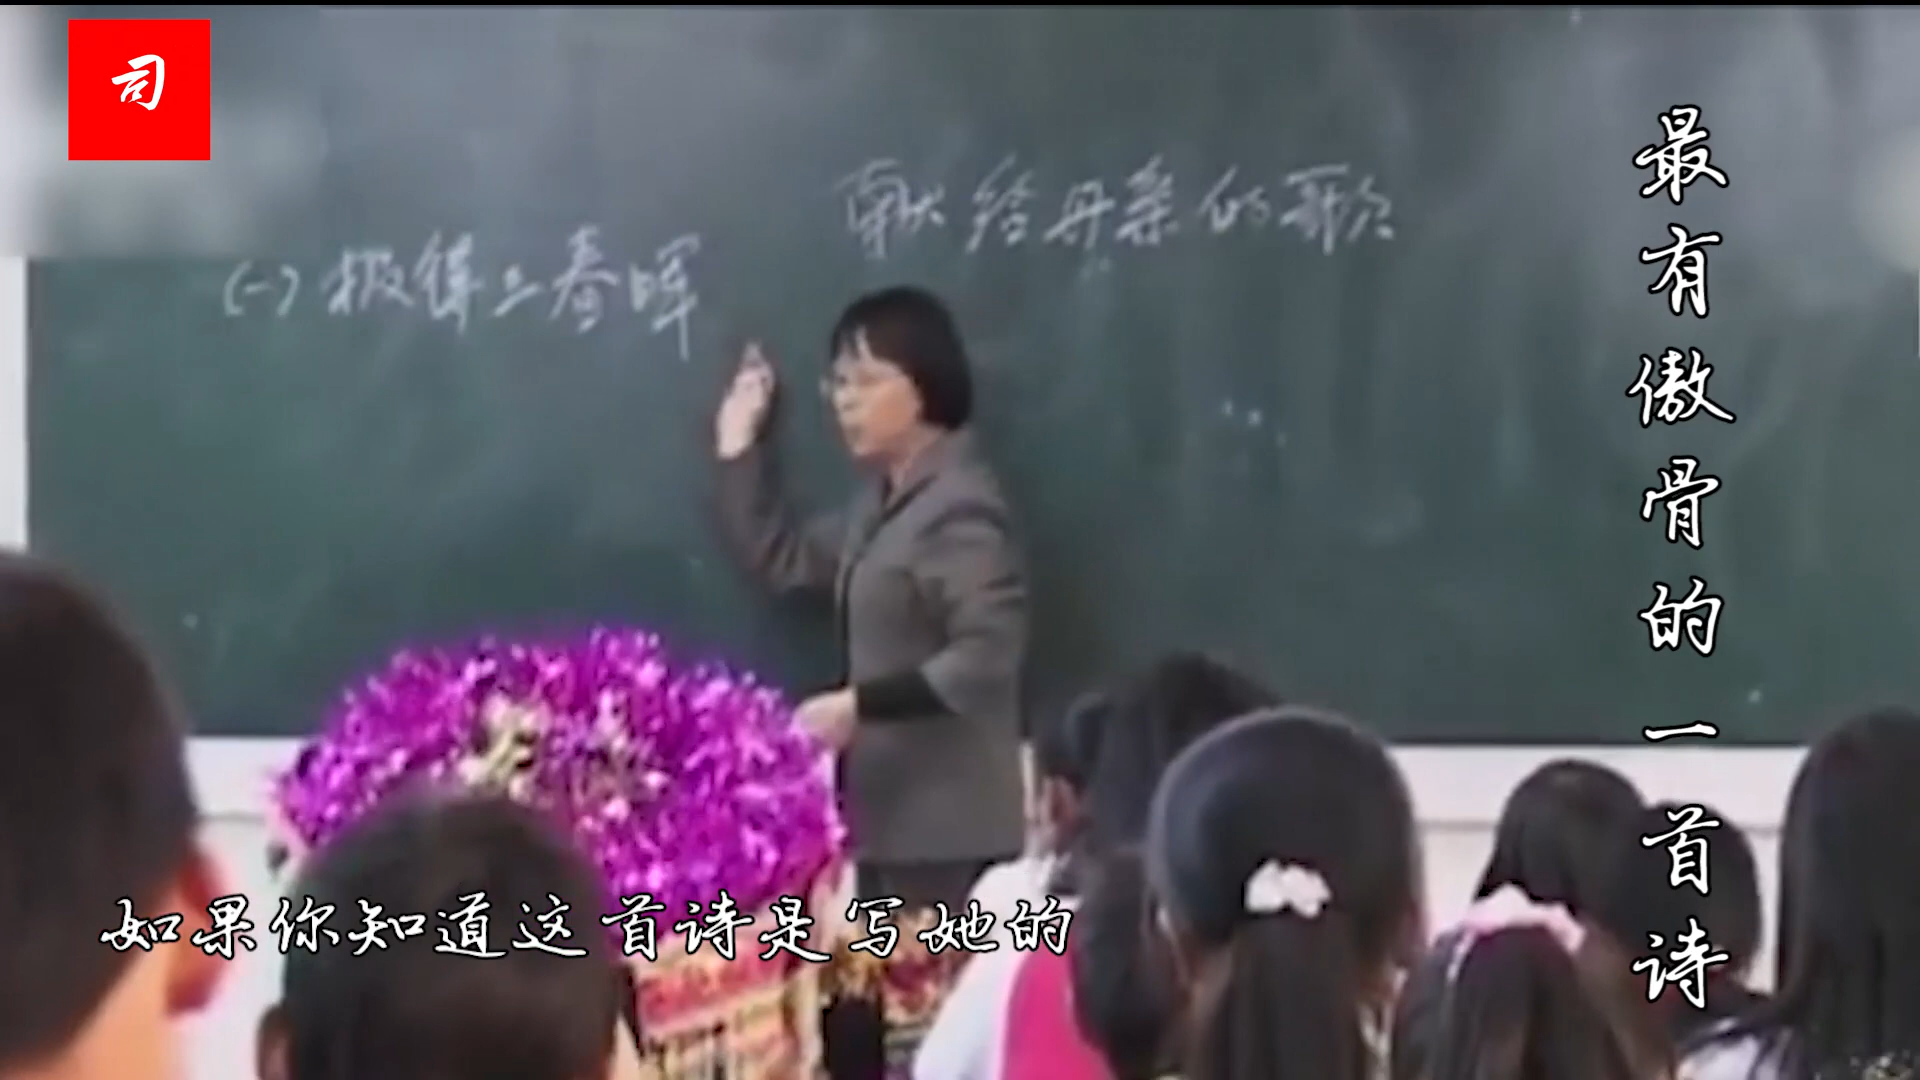 司
献给母亲的歌
(一)报得三春晖
最有傲骨的一首诗
如果你知道这首诗是写她的